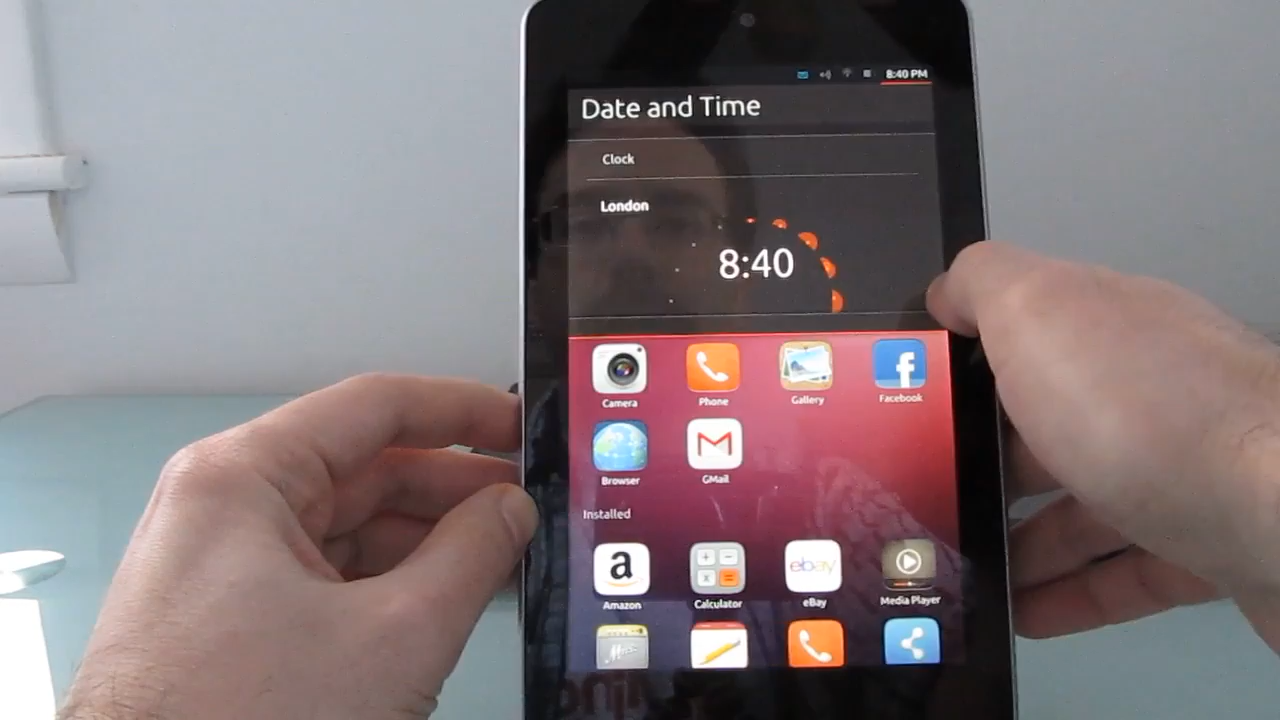 8:40 PM
Date and Time
Clock
London
8:40
Camera
Phone
Gallery
Facebook
f
Browser
M
GMail
Installed
a
ebay
Amazon
Calculator
eBay
Media Player